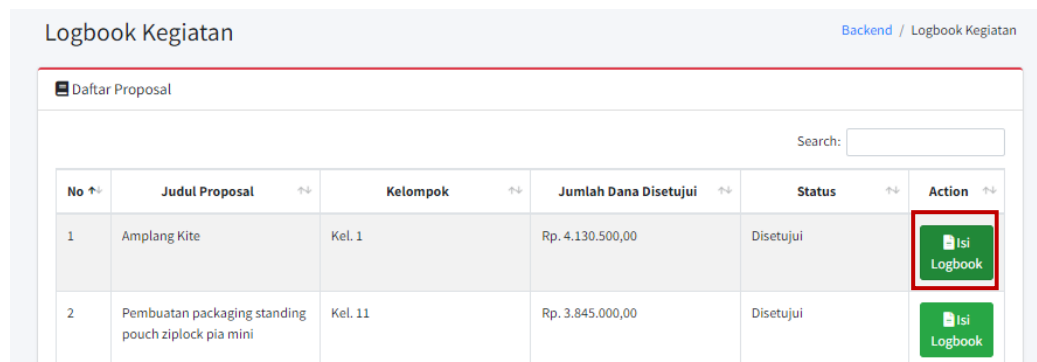 Logbook Kegiatan
Backend / Logbook Kegiatan
Daftar Proposal
Search:
No Judul Proposal Kelompok Jumlah Dana Disetujui Status Action
1 Amplang Kite Kel. 1 Rp. 4.130.500,00 Disetujui Isi
Logbook
2 Pembuatan packaging standing Kel. 11 Rp. 3.845.000,00 Disetujui Isi
pouch ziplock pia mini Logbook